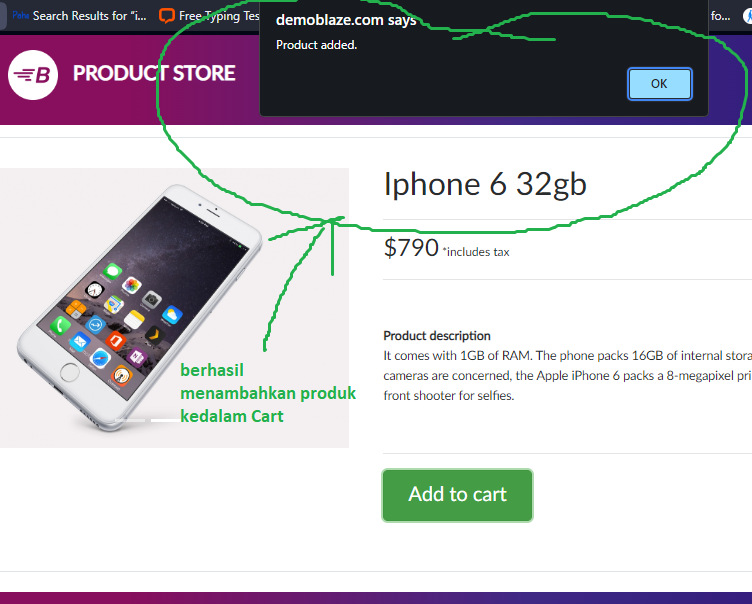 Search Results for "i...
Free Typing Tes
fo...
demoblaze.com says
Product added.
OK
B PRODUCT STORE
Iphone 6 32gb
$790 *includes tax
Product description
It comes with 1GB of RAM. The phone packs 16GB of internal stora
cameras are concerned, the Apple iPhone 6 packs a 8-megapixel pri
front shooter for selfies.
berhasil
menambahkan produk
kedalam Cart
Add to cart